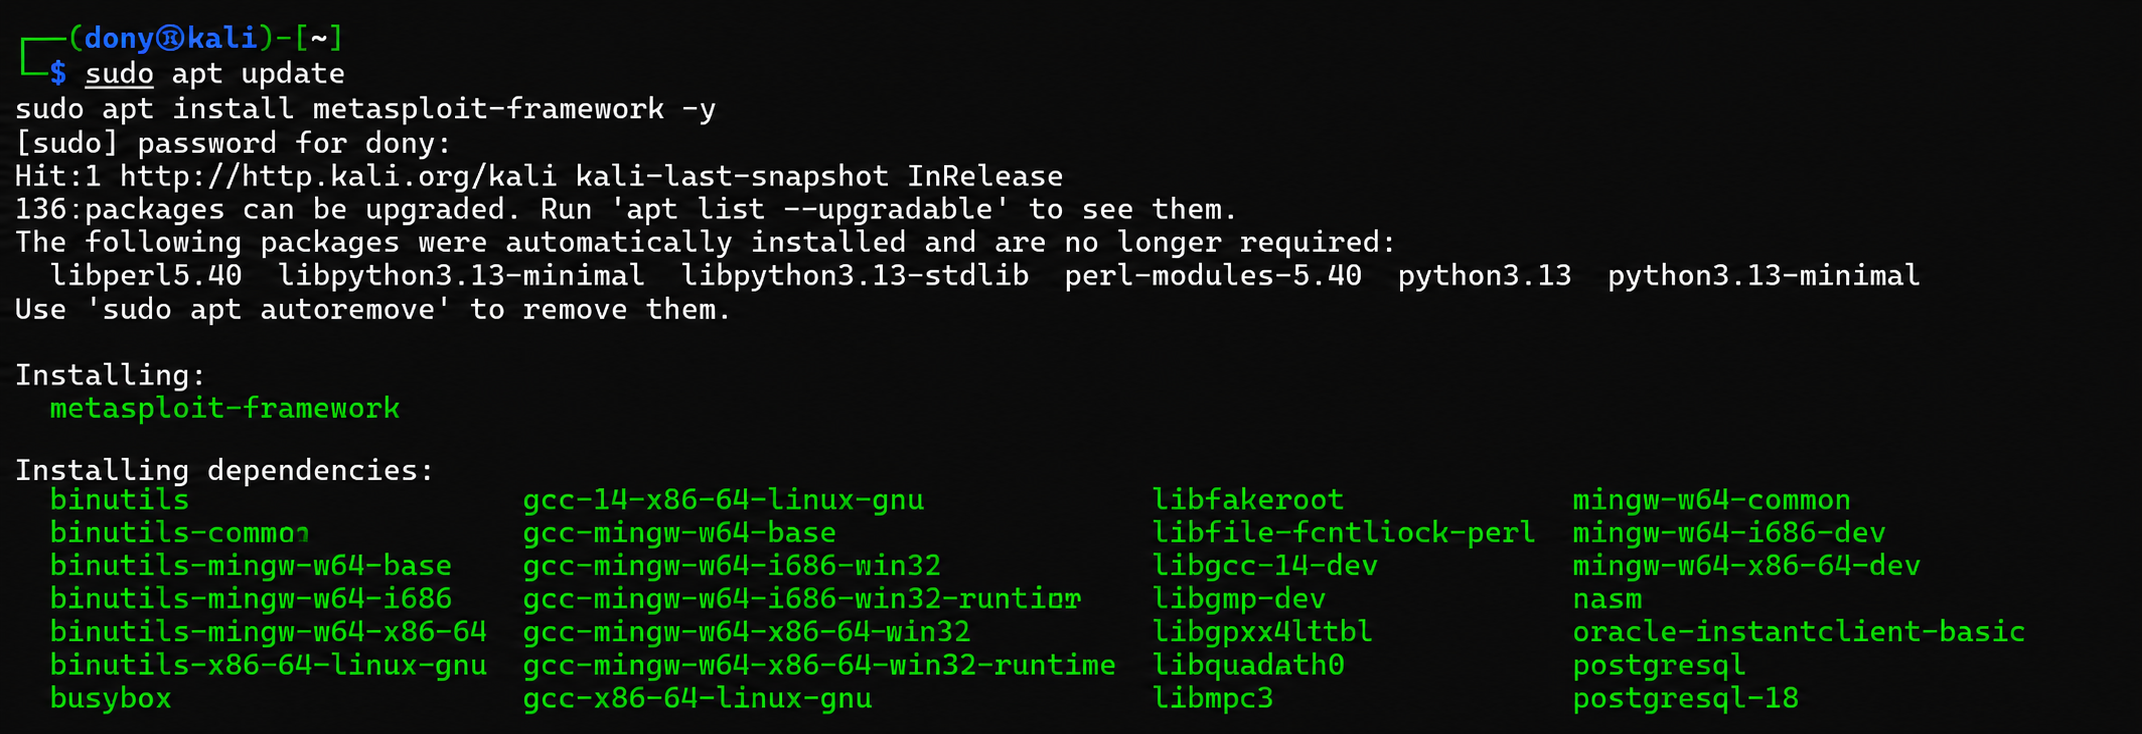 ┌──(dony㉿kali)-[~]
└─$ sudo apt update
sudo apt install metasploit-framework -y
[sudo] password for dony:
Hit:1 http://http.kali.org/kali kali-last-snapshot InRelease
136:packages can be upgraded. Run 'apt list --upgradable' to see them.
The following packages were automatically installed and are no longer required:
  libperl5.40  libpython3.13-minimal  libpython3.13-stdlib  perl-modules-5.40  python3.13  python3.13-minimal
Use 'sudo apt autoremove' to remove them.

Installing:
  metasploit-framework

Installing dependencies:
  binutils                   gcc-14-x86-64-linux-gnu             libfakeroot             mingw-w64-common
  binutils-common            gcc-mingw-w64-base                  libfile-fcntliock-perl  mingw-w64-i686-dev
  binutils-mingw-w64-base    gcc-mingw-w64-i686-win32            libgcc-14-dev           mingw-w64-x86-64-dev
  binutils-mingw-w64-i686                                        libgmp-dev              nasm
  binutils-mingw-w64-x86-64  gcc-mingw-w64-x86-64-win32          libgpxx4lttbl           oracle-instantclient-basic
  binutils-x86-64-linux-gnu  gcc-mingw-w64-x86-64-win32-runtime                          postgresql
  busybox                    gcc-x86-64-linux-gnu                libmpc3                 postgresql-18